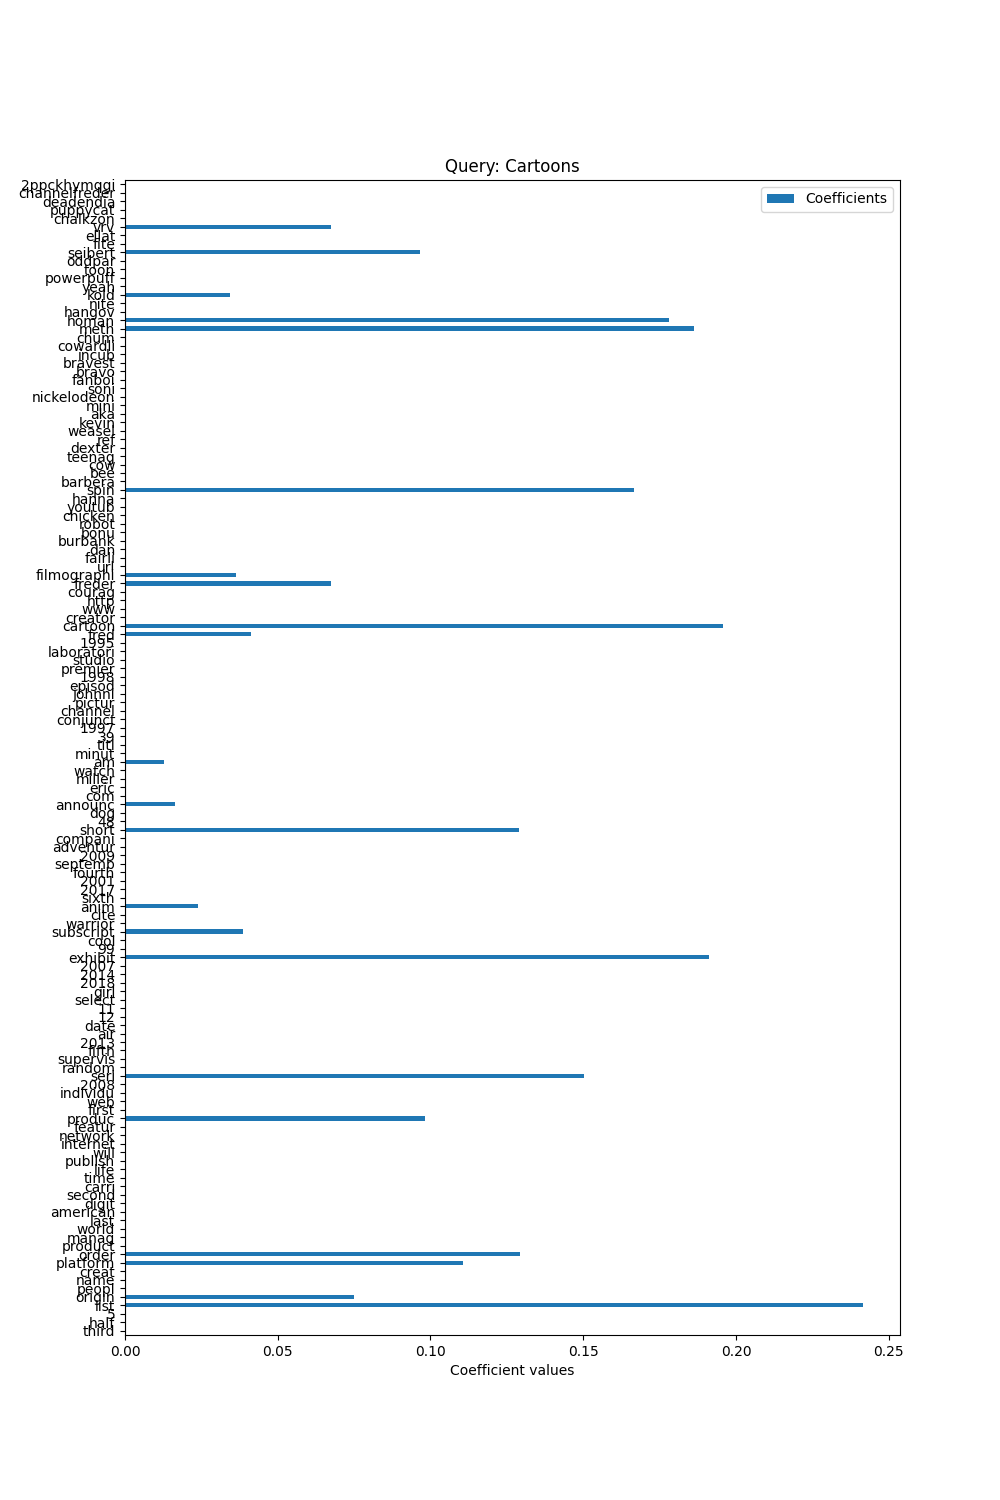 Query: Cartoons
Coefficients
2ppckhvmqqi
channelfreder
deadendia
puppycat
chalkzon
vrv
eliat
fite
seibert
oddpar
toon
powerpuff
yeah
kold
nite
hangov
homan
meth
chum
cowardli
incub
bravest
bravo
fanboi
soni
nickelodeon
mini
aka
kevin
weasel
ref
dexter
teenag
cow
bee
barbera
spin
hanna
youtub
chicken
robot
bonu
burbank
dan
fairli
url
filmographi
freder
courag
http
www
creator
cartoon
fred
1995
laboratori
studio
premier
1998
episod
johnni
pictur
channel
conjunct
1997
39
titl
minut
am
watch
miller
eric
com
announc
dog
48
short
compani
adventur
2009
septemb
fourth
2001
2017
sixth
anim
cite
warrior
subscript
cool
99
exhibit
2007
2014
2018
girl
select
11
12
date
air
2013
fifth
supervis
random
seri
2008
individu
web
first
produc
featur
network
internet
will
publish
life
time
carri
second
digit
american
last
world
manag
product
order
platform
creat
name
peopl
origin
list
5
half
third
0.00 0.05 0.10 0.15 0.20 0.25
Coefficient values